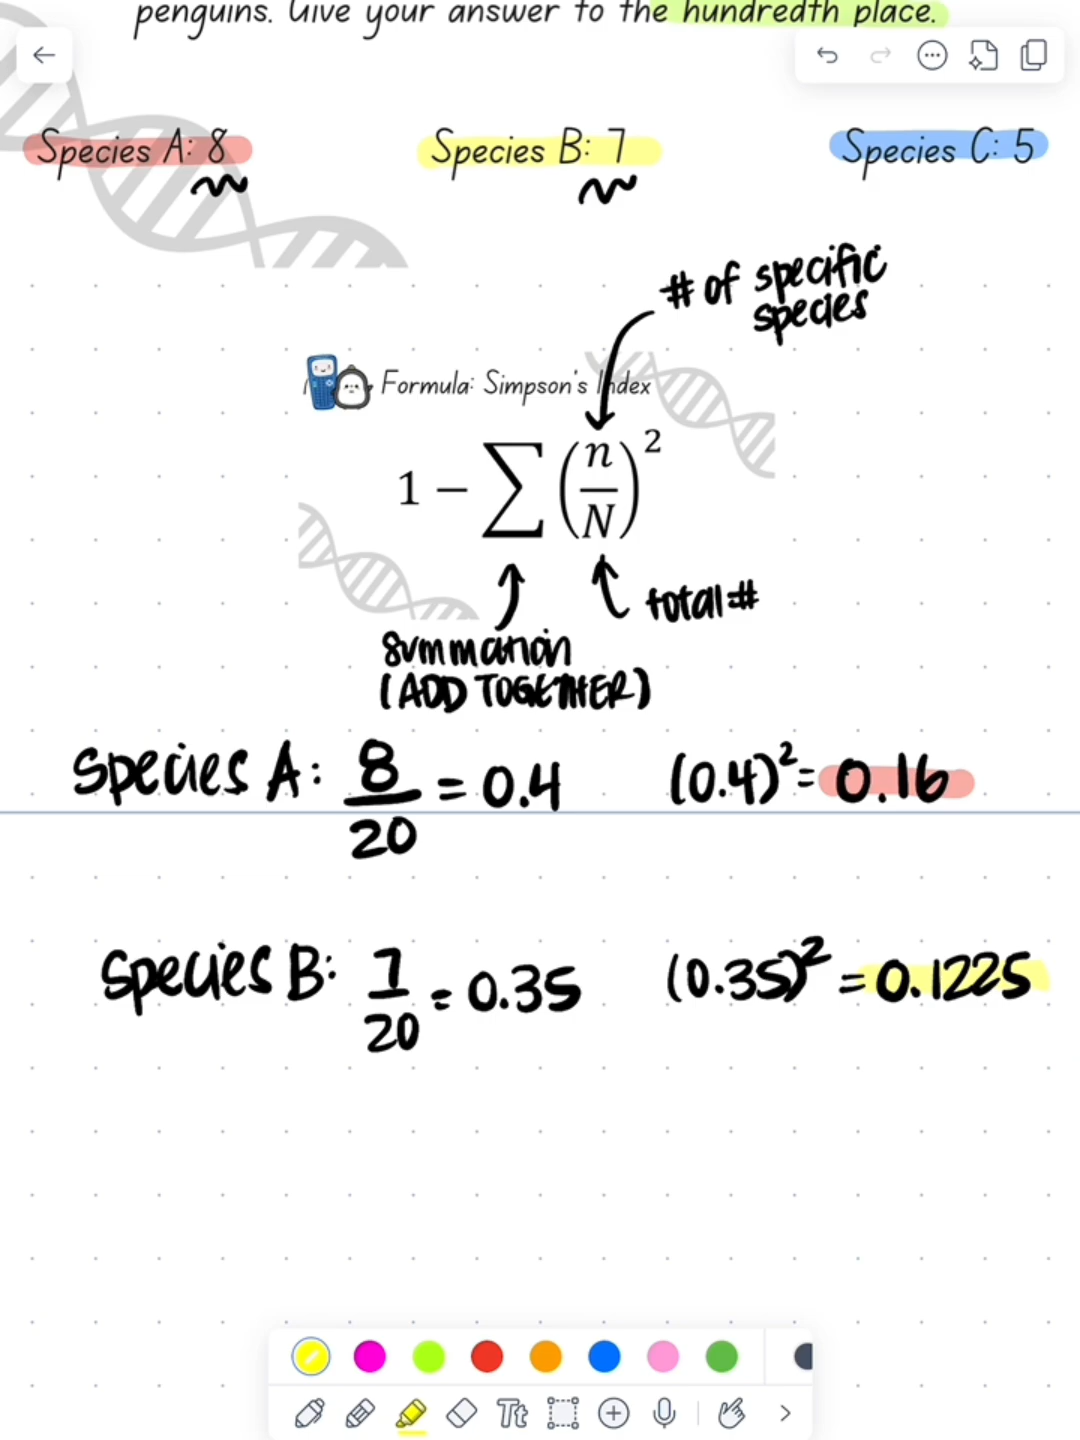 penguins. Give your answer to the hundredth place.
Species A: 8
Species B: 7
Species C: 5
# of specific
species
Formula: Simpson's Index
1 − ∑ (n/N)²
total #
summation
(ADD TOGETHER)
Species A: 8/20 = 0.4 (0.4)² = 0.16
Species B: 7/20 = 0.35 (0.35)² = 0.1225
Tt